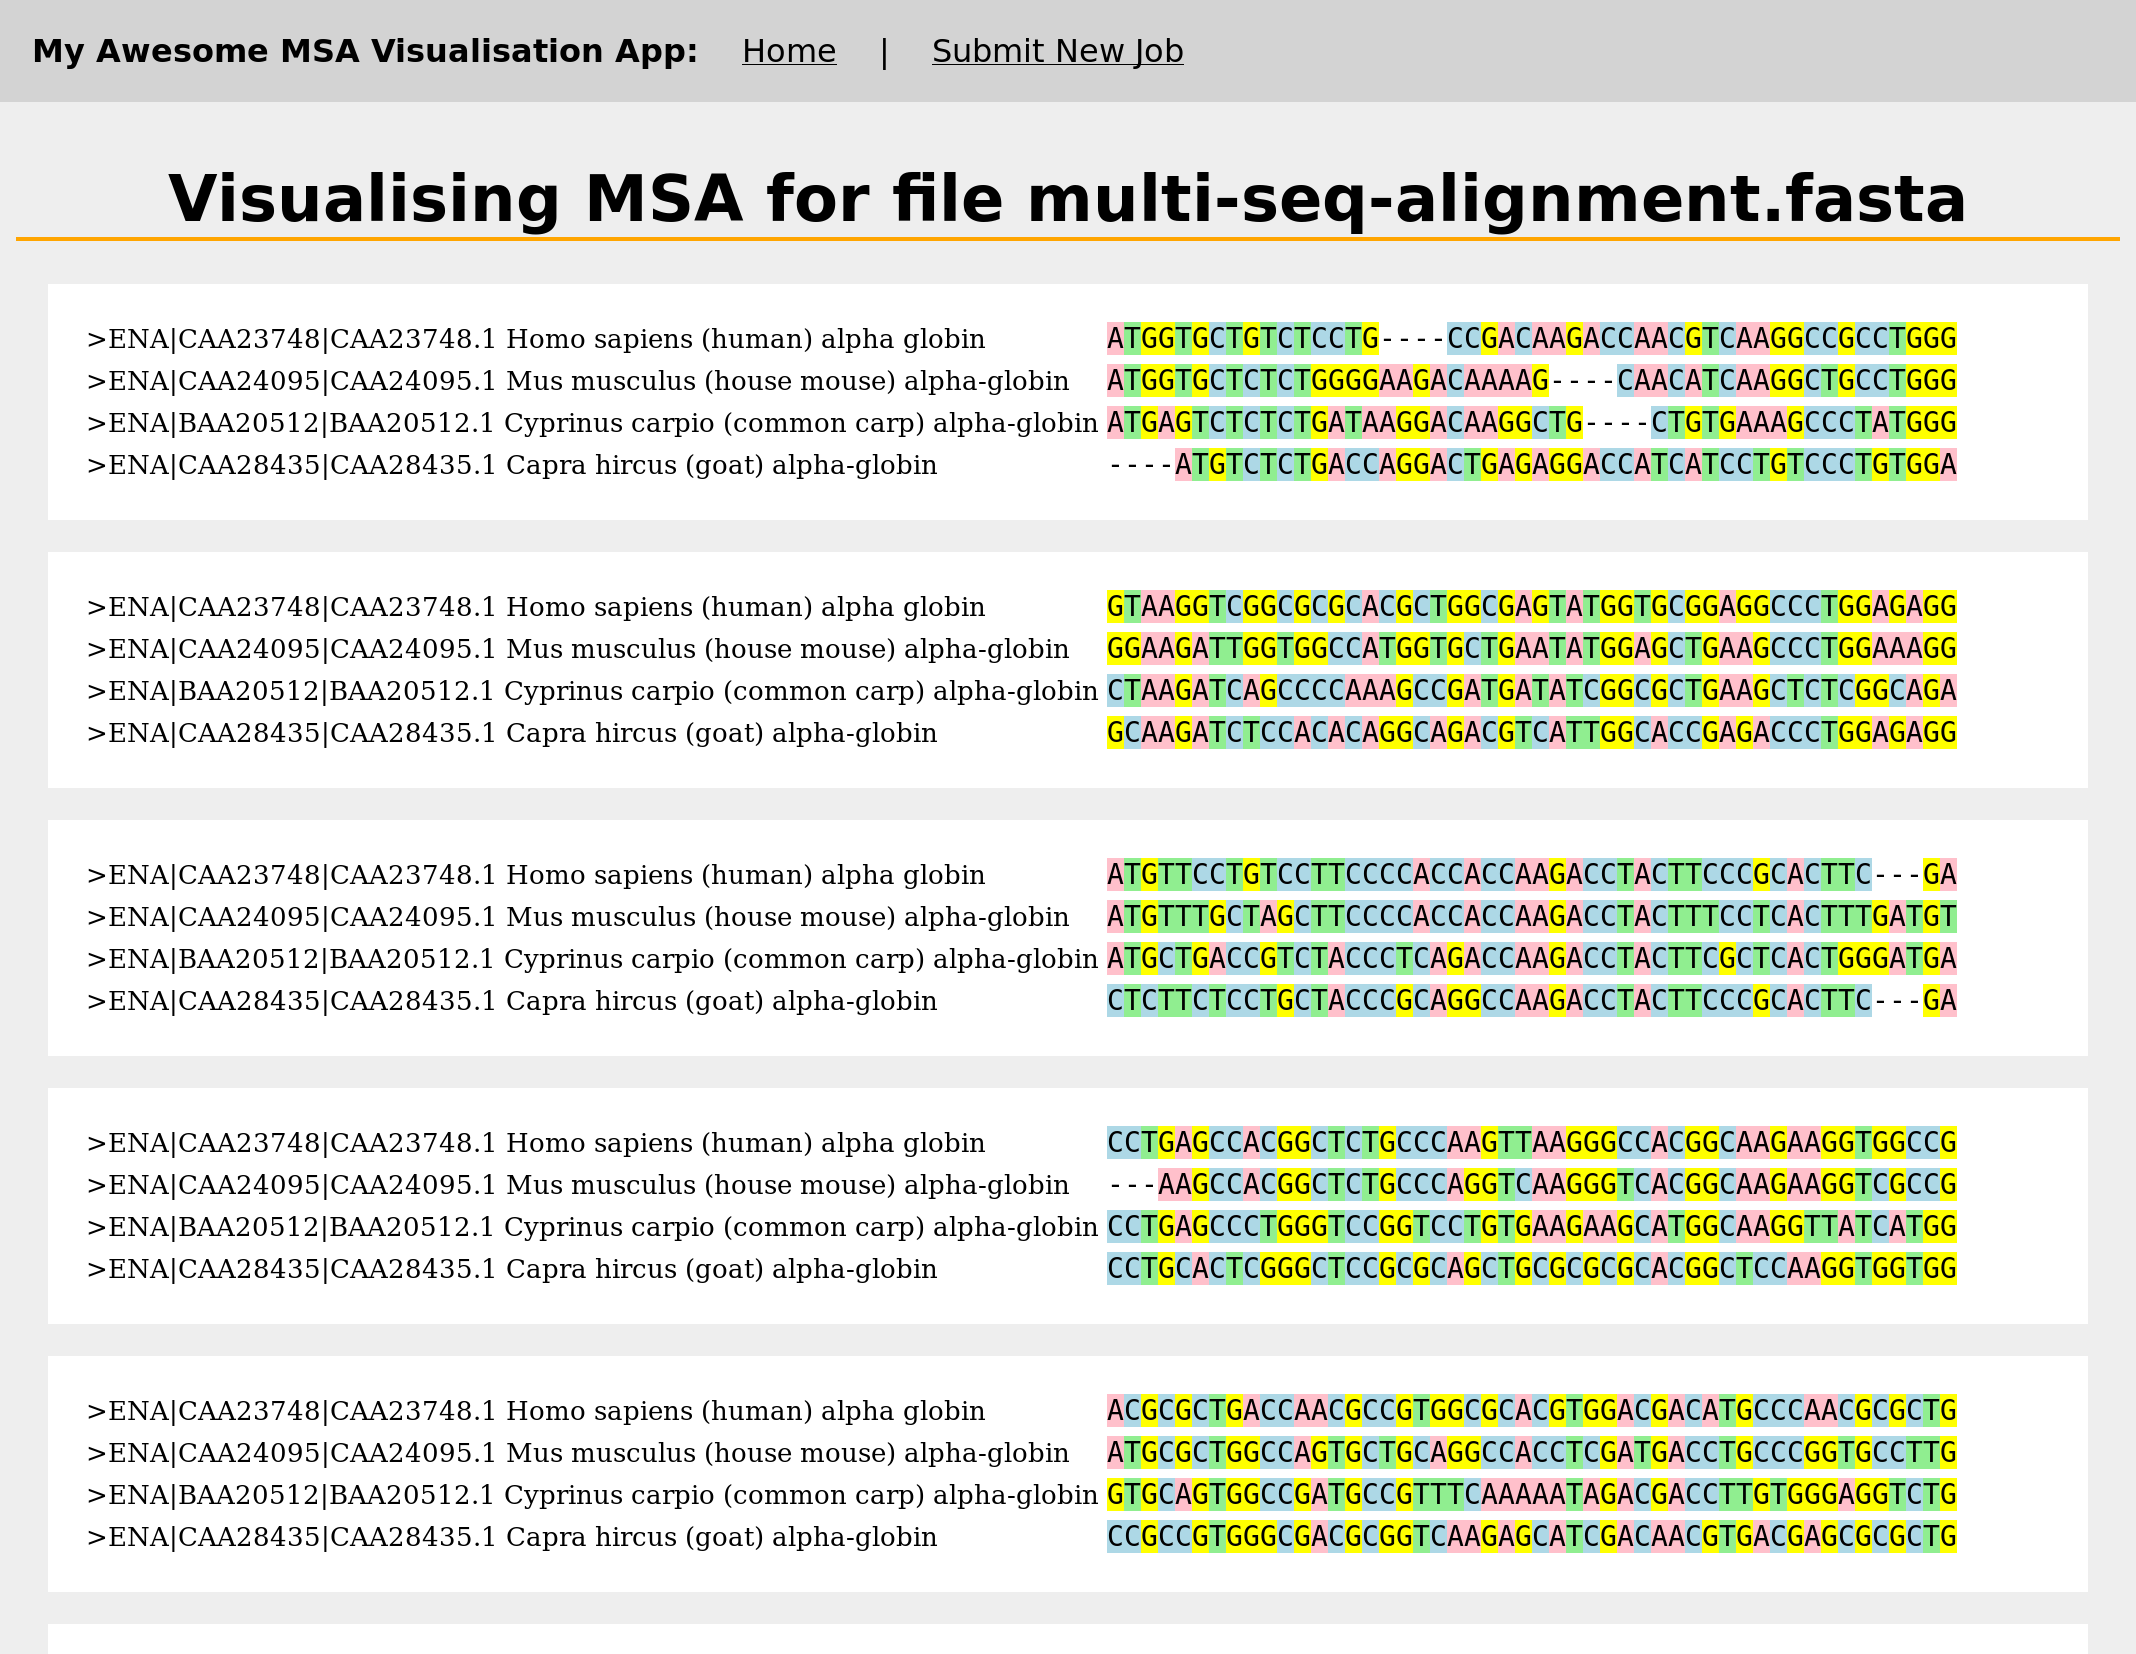 My Awesome MSA Visualisation App: Home | Submit New Job
Visualising MSA for file multi-seq-alignment.fasta
>ENA|CAA23748|CAA23748.1 Homo sapiens (human) alpha globin ATGGTGCTGTCTCCTG----CCGACAAGACCAACGTCAAGGCCGCCTGGG
>ENA|CAA24095|CAA24095.1 Mus musculus (house mouse) alpha-globin ATGGTGCTCTCTGGGGAAGACAAAAG----CAACATCAAGGCTGCCTGGG
>ENA|BAA20512|BAA20512.1 Cyprinus carpio (common carp) alpha-globin ATGAGTCTCTCTGATAAGGACAAGGCTG----CTGTGAAAGCCCTATGGG
>ENA|CAA28435|CAA28435.1 Capra hircus (goat) alpha-globin ----ATGTCTCTGACCAGGACTGAGAGGACCATCATCCTGTCCCTGTGGA
>ENA|CAA23748|CAA23748.1 Homo sapiens (human) alpha globin GTAAGGTCGGCGCGCACGCTGGCGAGTATGGTGCGGAGGCCCTGGAGAGG
>ENA|CAA24095|CAA24095.1 Mus musculus (house mouse) alpha-globin GGAAGATTGGTGGCCATGGTGCTGAATATGGAGCTGAAGCCCTGGAAAGG
>ENA|BAA20512|BAA20512.1 Cyprinus carpio (common carp) alpha-globin CTAAGATCAGCCCCAAAGCCGATGATATCGGCGCTGAAGCTCTCGGCAGA
>ENA|CAA28435|CAA28435.1 Capra hircus (goat) alpha-globin GCAAGATCTCCACACAGGCAGACGTCATTGGCACCGAGACCCTGGAGAGG
>ENA|CAA23748|CAA23748.1 Homo sapiens (human) alpha globin ATGTTCCTGTCCTTCCCCACCACCAAGACCTACTTCCCGCACTTC---GA
>ENA|CAA24095|CAA24095.1 Mus musculus (house mouse) alpha-globin ATGTTTGCTAGCTTCCCCACCACCAAGACCTACTTTCCTCACTTTGATGT
>ENA|BAA20512|BAA20512.1 Cyprinus carpio (common carp) alpha-globin ATGCTGACCGTCTACCCTCAGACCAAGACCTACTTCGCTCACTGGGATGA
>ENA|CAA28435|CAA28435.1 Capra hircus (goat) alpha-globin CTCTTCTCCTGCTACCCGCAGGCCAAGACCTACTTCCCGCACTTC---GA
>ENA|CAA23748|CAA23748.1 Homo sapiens (human) alpha globin CCTGAGCCACGGCTCTGCCCAAGTTAAGGGCCACGGCAAGAAGGTGGCCG
>ENA|CAA24095|CAA24095.1 Mus musculus (house mouse) alpha-globin ---AAGCCACGGCTCTGCCCAGGTCAAGGGTCACGGCAAGAAGGTCGCCG
>ENA|BAA20512|BAA20512.1 Cyprinus carpio (common carp) alpha-globin CCTGAGCCCTGGGTCCGGTCCTGTGAAGAAGCATGGCAAGGTTATCATGG
>ENA|CAA28435|CAA28435.1 Capra hircus (goat) alpha-globin CCTGCACTCGGGCTCCGCGCAGCTGCGCGCGCACGGCTCCAAGGTGGTGG
>ENA|CAA23748|CAA23748.1 Homo sapiens (human) alpha globin ACGCGCTGACCAACGCCGTGGCGCACGTGGACGACATGCCCAACGCGCTG
>ENA|CAA24095|CAA24095.1 Mus musculus (house mouse) alpha-globin ATGCGCTGGCCAGTGCTGCAGGCCACCTCGATGACCTGCCCGGTGCCTTG
>ENA|BAA20512|BAA20512.1 Cyprinus carpio (common carp) alpha-globin GTGCAGTGGCCGATGCCGTTTCAAAAATAGACGACCTTGTGGGAGGTCTG
>ENA|CAA28435|CAA28435.1 Capra hircus (goat) alpha-globin CCGCCGTGGGCGACGCGGTCAAGAGCATCGACAACGTGACGAGCGCGCTG